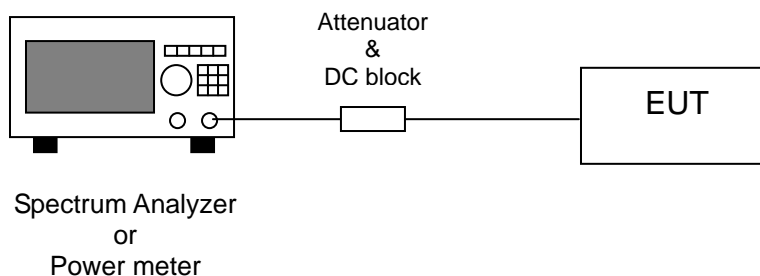 Attenuator
&
DC block
EUT
Spectrum Analyzer
or
Power meter